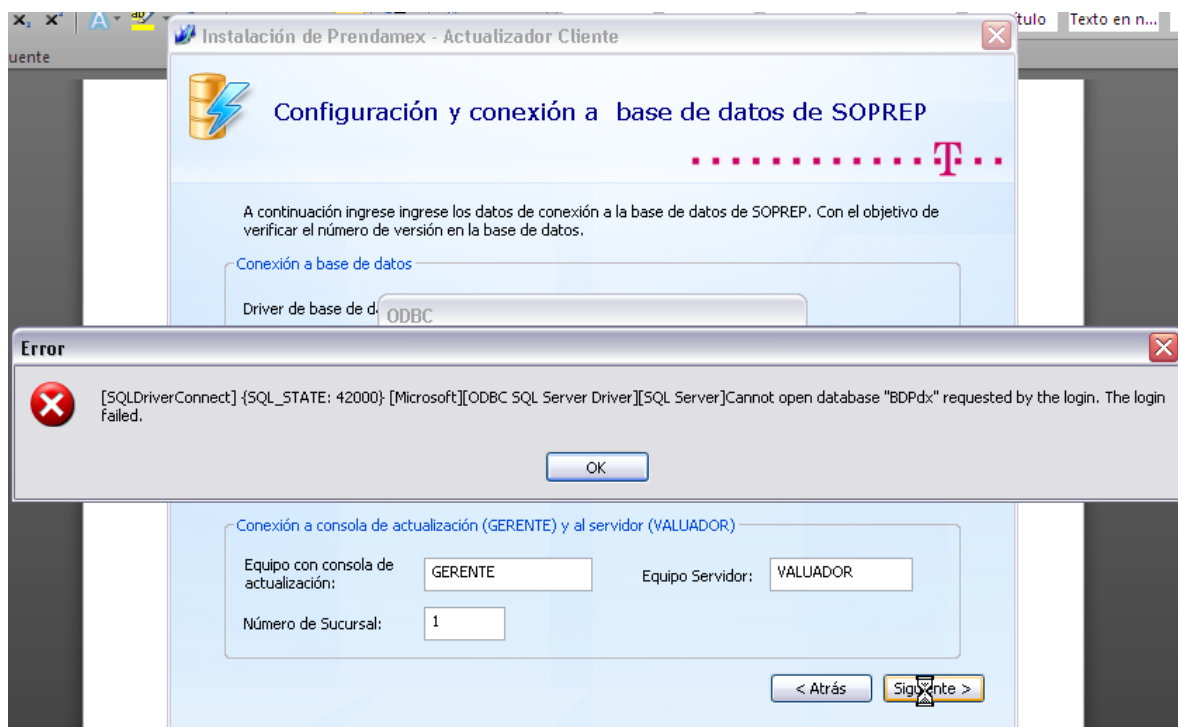 x₂ x² A ab
tulo Texto en n...
uente
Instalación de Prendamex - Actualizador Cliente
Configuración y conexión a base de datos de SOPREP
T
A continuación ingrese ingrese los datos de conexión a la base de datos de SOPREP. Con el objetivo de
verificar el número de versión en la base de datos.
Conexión a base de datos
Driver de base de da
ODBC
Error
[SQLDriverConnect] {SQL_STATE: 42000} [Microsoft][ODBC SQL Server Driver][SQL Server]Cannot open database "BDPdx" requested by the login. The login
failed.
OK
Conexión a consola de actualización (GERENTE) y al servidor (VALUADOR)
Equipo con consola de
actualización:
GERENTE
Equipo Servidor:
VALUADOR
Número de Sucursal:
1
< Atrás
Siguiente >